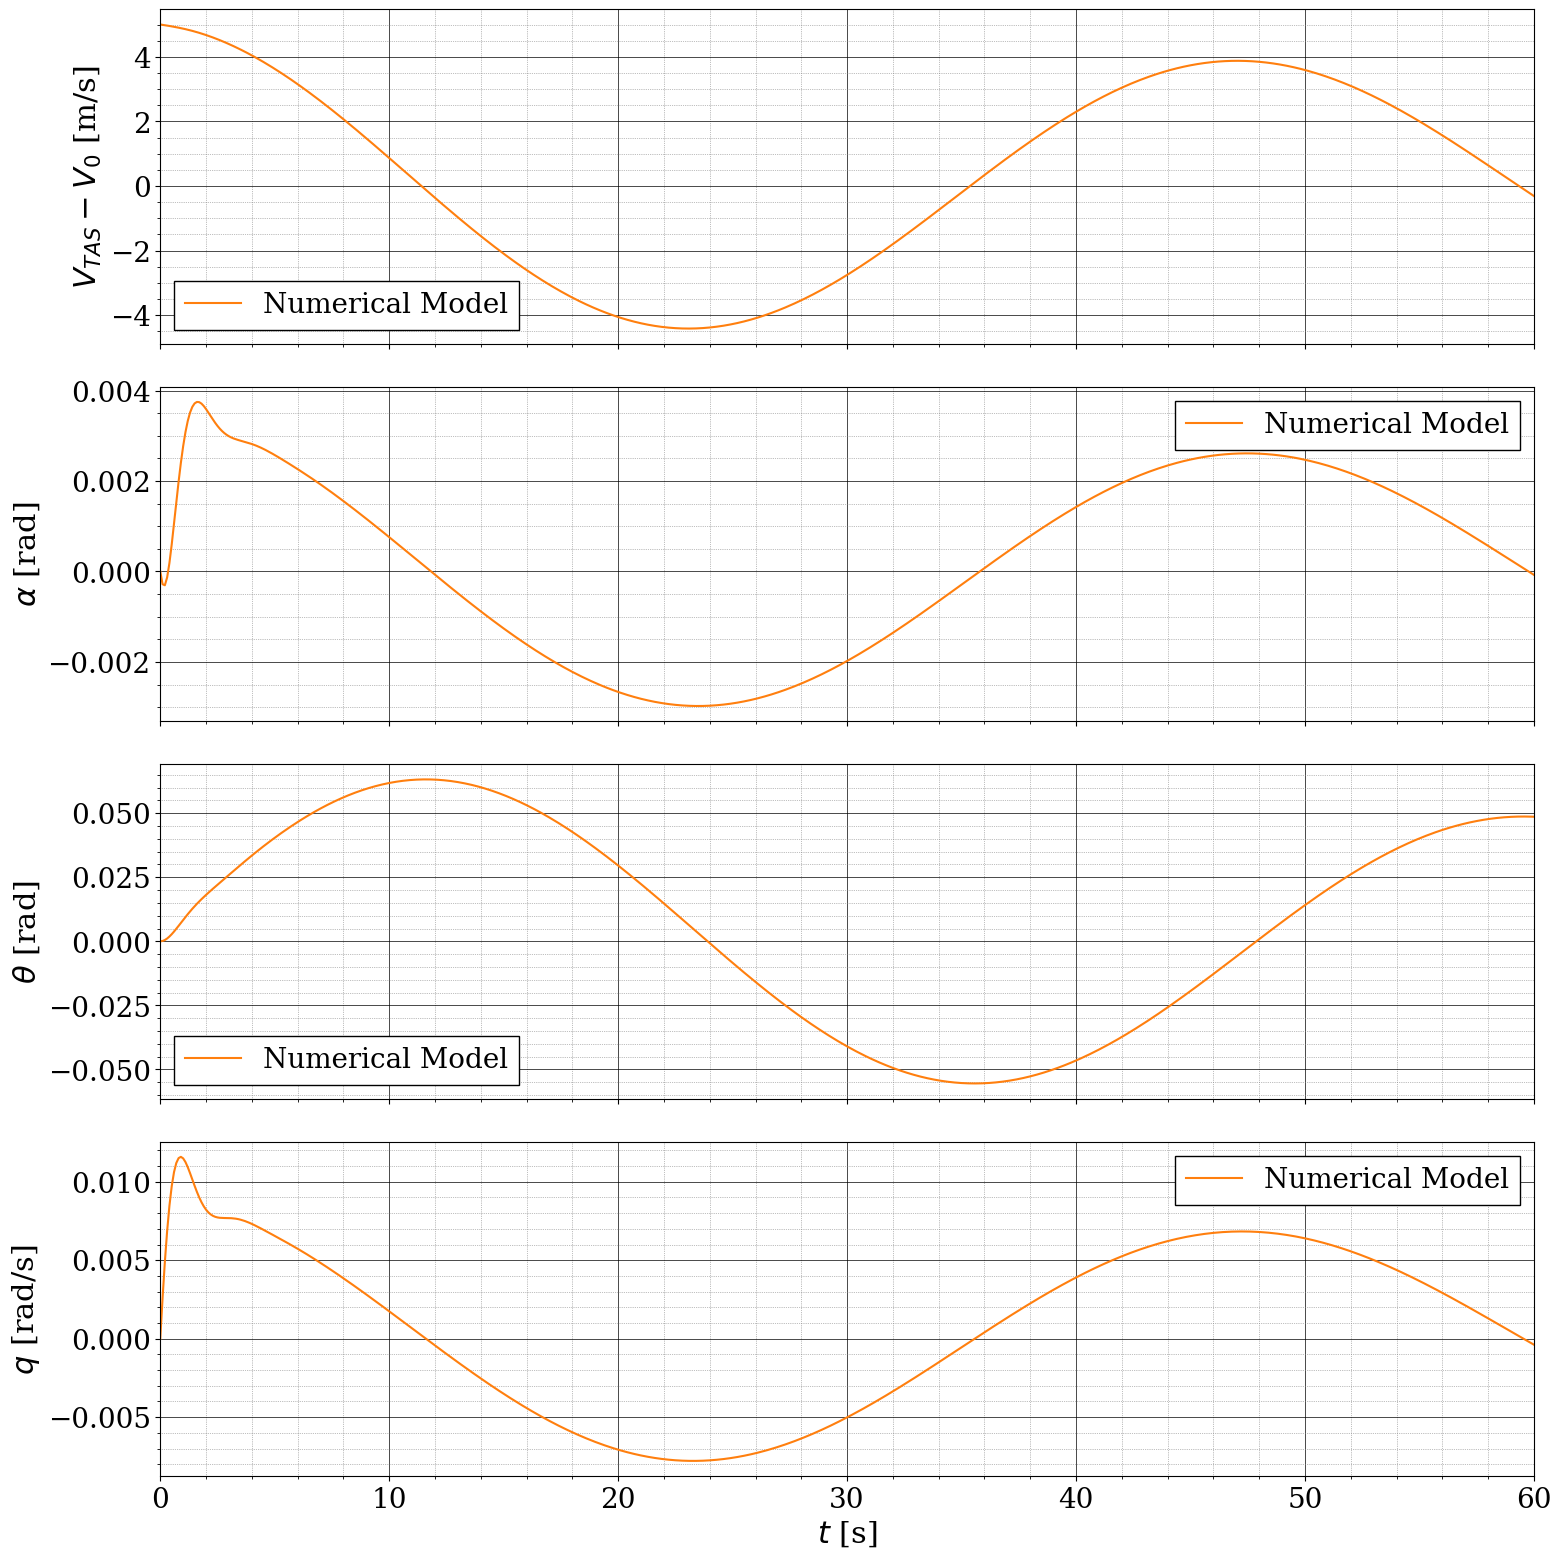 4
2
0
−2
−4
V_{TAS} − V_0 [m/s]
Numerical Model
0.004
0.002
0.000
−0.002
α [rad]
Numerical Model
0.050
0.025
0.000
−0.025
−0.050
θ [rad]
Numerical Model
0.010
0.005
0.000
−0.005
q [rad/s]
Numerical Model
0 10 20 30 40 50 60
t [s]